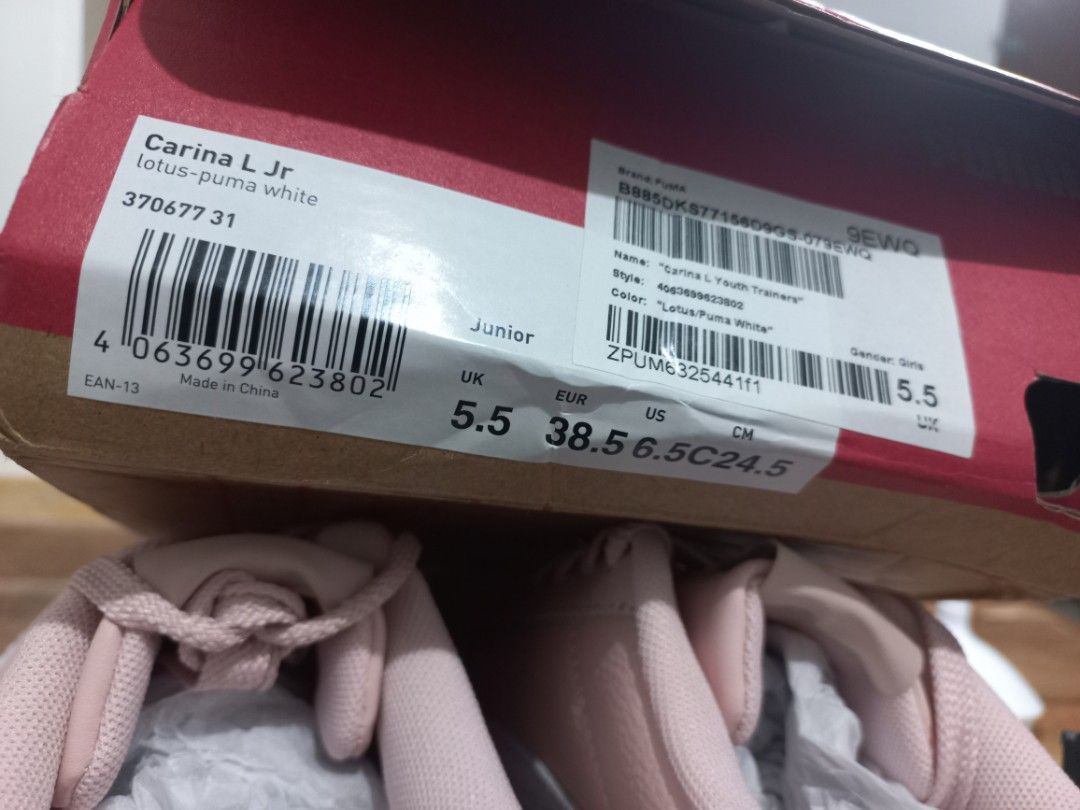 Carina L Jr
lotus-puma white
370677 31
4 063699 623802
EAN-13
Made in China
Junior
UK EUR US CM
5.5 38.5 6.5C 24.5
Brand: PUMA
B885DKS77156D9GS-079EWQ
9EWQ
Name: "Carina L Youth Trainers"
Style: 4063699623802
Color: "Lotus/Puma White"
Gender: Girls
ZPUM6325441f1
5.5
UK